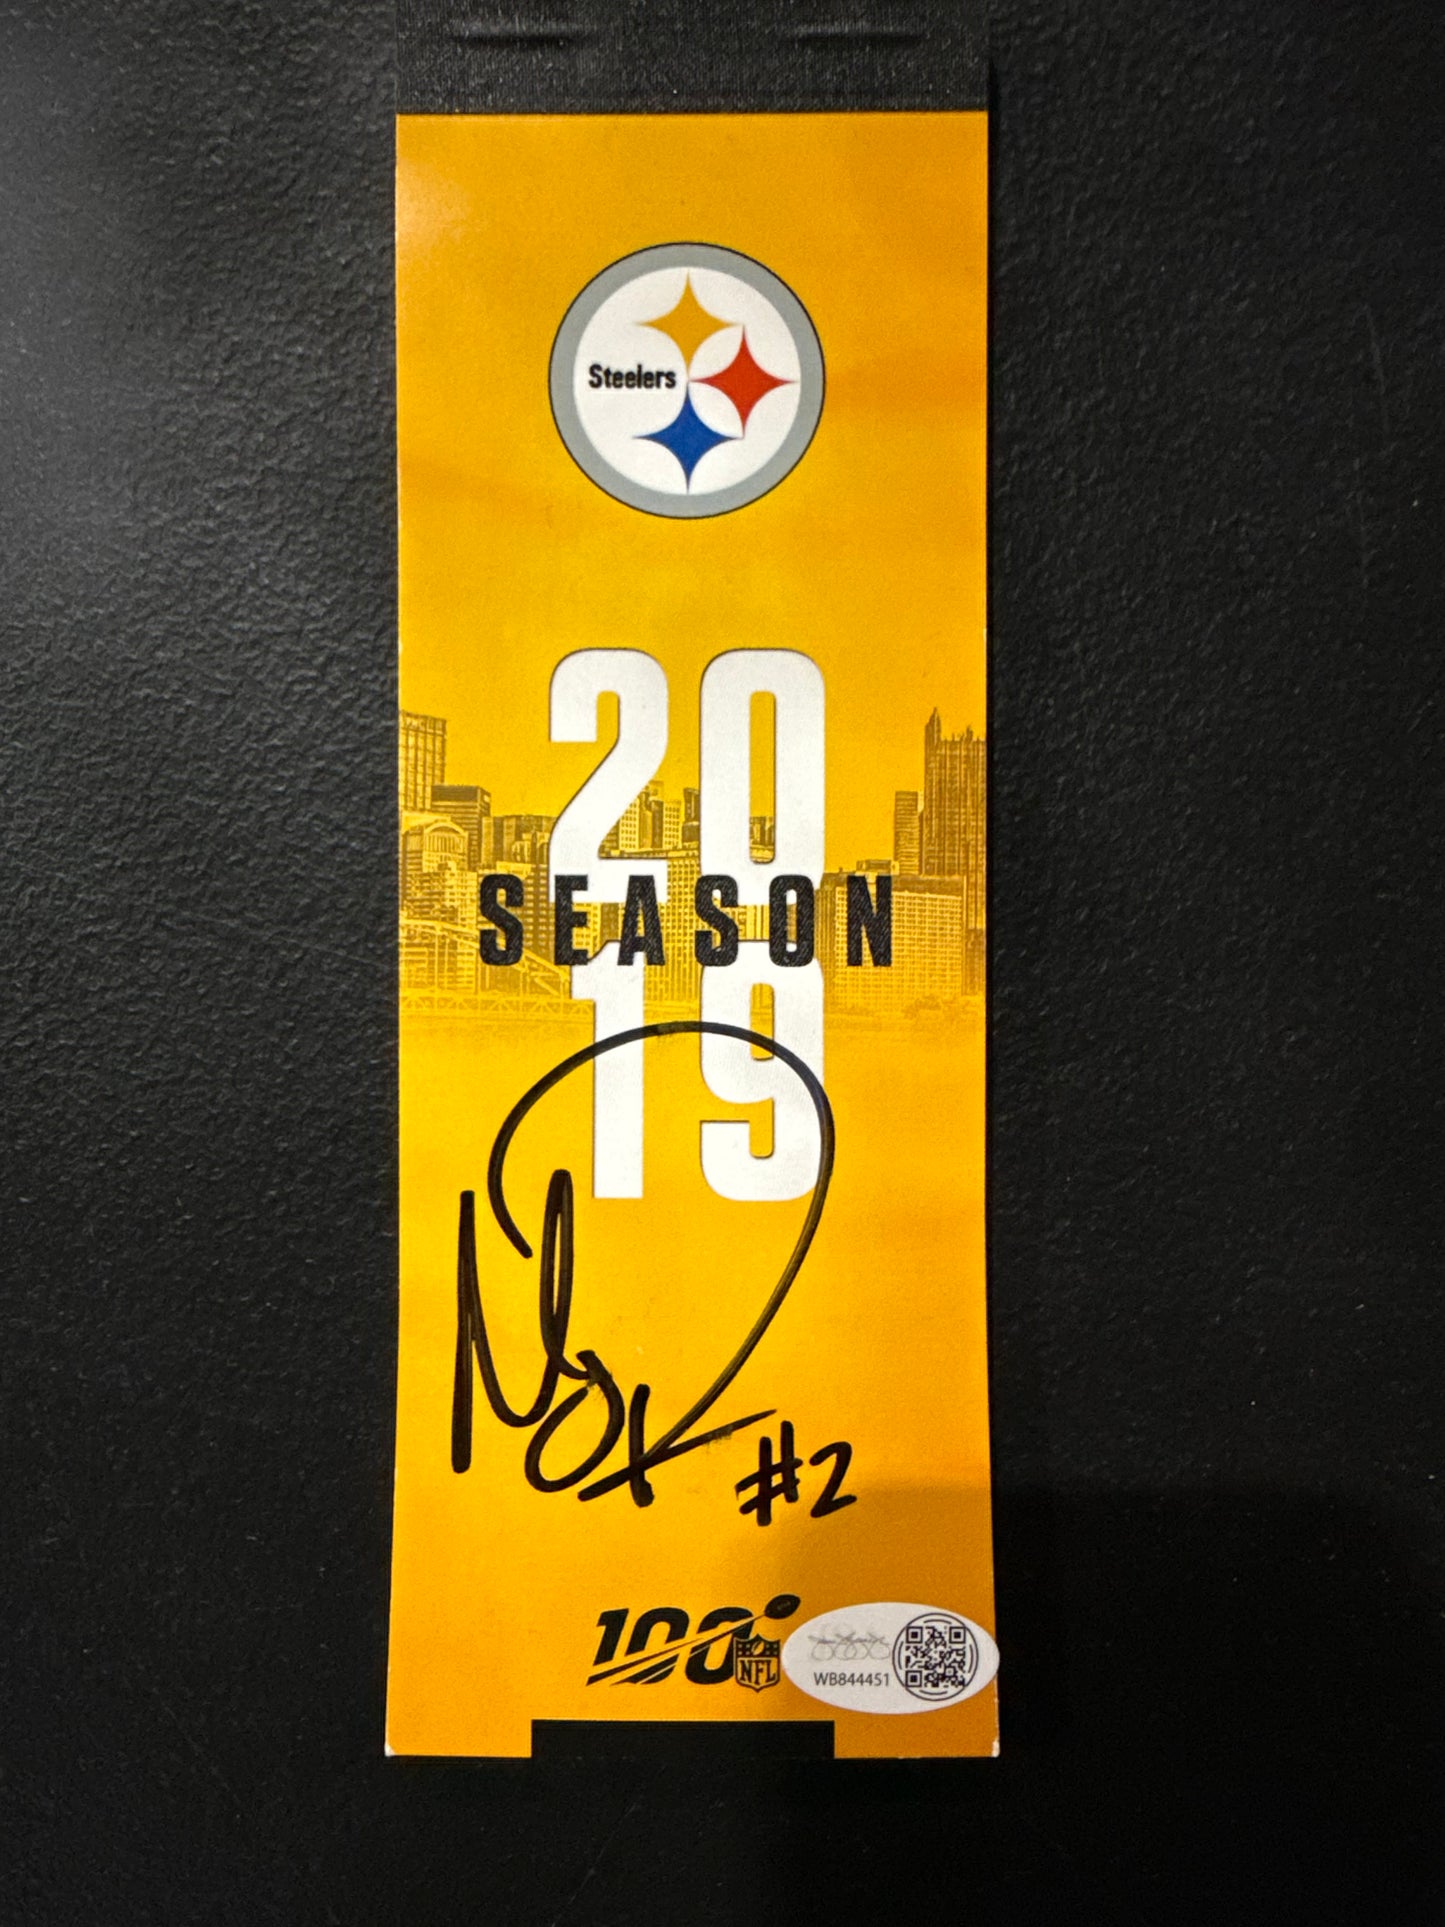 Steelers
20
SEASON
19
#2
100
NFL
WB844451